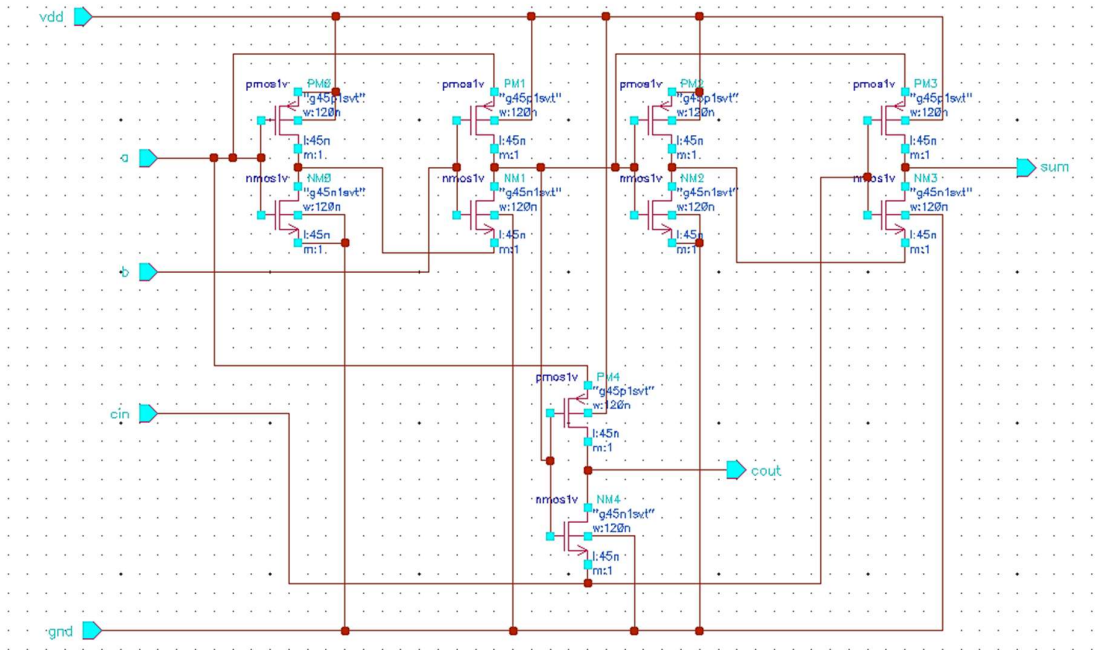 vdd
pmos1v PM0
"g45p1svt"
w:120n
l:45n
m:1
pmos1v PM1
"g45p1svt"
w:120n
l:45n
m:1
pmos1v PM2
"g45p1svt"
w:120n
l:45n
m:1
pmos1v PM3
"g45p1svt"
w:120n
l:45n
m:1
a
sum
nmos1v NM0
"g45n1svt"
w:120n
l:45n
m:1
nmos1v NM1
"g45n1svt"
w:120n
l:45n
m:1
nmos1v NM2
"g45n1svt"
w:120n
l:45n
m:1
nmos1v NM3
"g45n1svt"
w:120n
l:45n
m:1
b
pmos1v PM4
"g45p1svt"
w:120n
l:45n
m:1
cin
cout
nmos1v NM4
"g45n1svt"
w:120n
l:45n
m:1
gnd